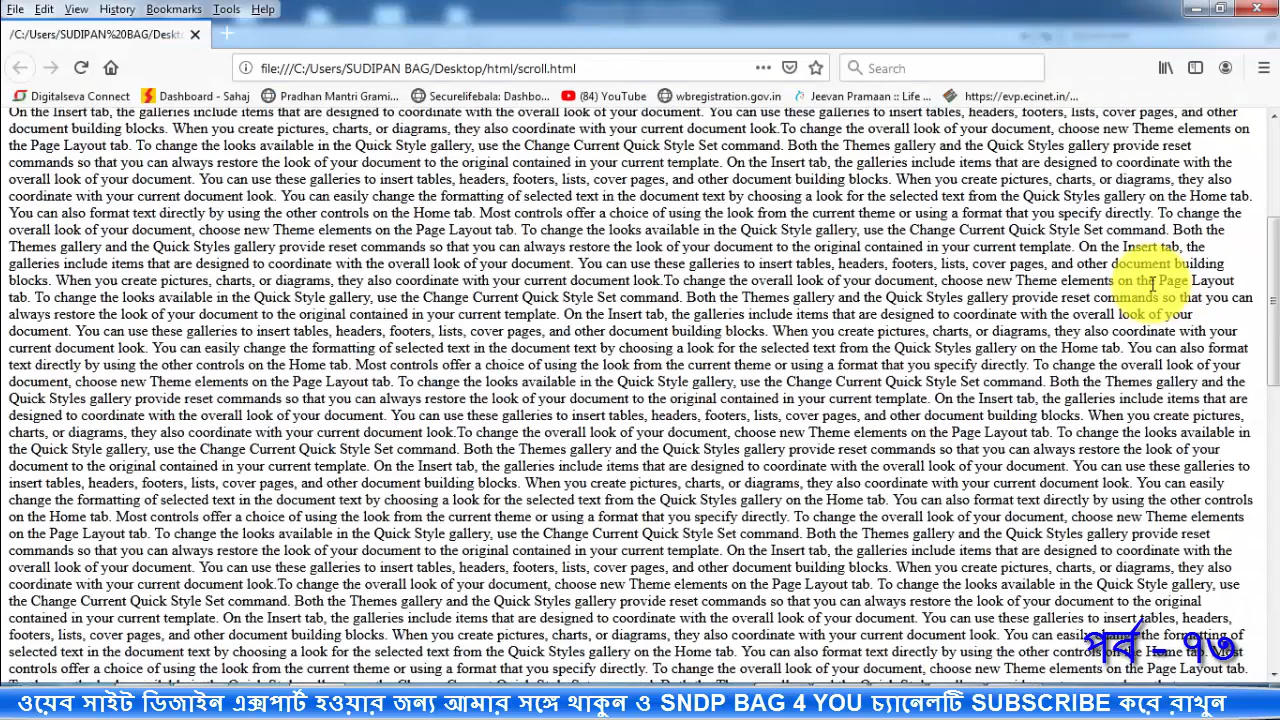 File Edit View History Bookmarks Tools Help
/C:/Users/SUDIPAN%20BAG/Deskto
file:///C:/Users/SUDIPAN BAG/Desktop/html/scroll.html
Search
Digitalseva Connect Dashboard - Sahaj Pradhan Mantri Grami... Securelifebala: Dashbo... (84) YouTube wbregistration.gov.in Jeevan Pramaan :: Life ... https://evp.ecinet.in/...
On the Insert tab, the galleries include items that are designed to coordinate with the overall look of your document. You can use these galleries to insert tables, headers, footers, lists, cover pages, and other
document building blocks. When you create pictures, charts, or diagrams, they also coordinate with your current document look.To change the overall look of your document, choose new Theme elements on
the Page Layout tab. To change the looks available in the Quick Style gallery, use the Change Current Quick Style Set command. Both the Themes gallery and the Quick Styles gallery provide reset
commands so that you can always restore the look of your document to the original contained in your current template. On the Insert tab, the galleries include items that are designed to coordinate with the
overall look of your document. You can use these galleries to insert tables, headers, footers, lists, cover pages, and other document building blocks. When you create pictures, charts, or diagrams, they also
coordinate with your current document look. You can easily change the formatting of selected text in the document text by choosing a look for the selected text from the Quick Styles gallery on the Home tab.
You can also format text directly by using the other controls on the Home tab. Most controls offer a choice of using the look from the current theme or using a format that you specify directly. To change the
overall look of your document, choose new Theme elements on the Page Layout tab. To change the looks available in the Quick Style gallery, use the Change Current Quick Style Set command. Both the
Themes gallery and the Quick Styles gallery provide reset commands so that you can always restore the look of your document to the original contained in your current template. On the Insert tab, the
galleries include items that are designed to coordinate with the overall look of your document. You can use these galleries to insert tables, headers, footers, lists, cover pages, and other document building
blocks. When you create pictures, charts, or diagrams, they also coordinate with your current document look.To change the overall look of your document, choose new Theme elements on the Page Layout
tab. To change the looks available in the Quick Style gallery, use the Change Current Quick Style Set command. Both the Themes gallery and the Quick Styles gallery provide reset commands so that you can
always restore the look of your document to the original contained in your current template. On the Insert tab, the galleries include items that are designed to coordinate with the overall look of your
document. You can use these galleries to insert tables, headers, footers, lists, cover pages, and other document building blocks. When you create pictures, charts, or diagrams, they also coordinate with your
current document look. You can easily change the formatting of selected text in the document text by choosing a look for the selected text from the Quick Styles gallery on the Home tab. You can also format
text directly by using the other controls on the Home tab. Most controls offer a choice of using the look from the current theme or using a format that you specify directly. To change the overall look of your
document, choose new Theme elements on the Page Layout tab. To change the looks available in the Quick Style gallery, use the Change Current Quick Style Set command. Both the Themes gallery and the
Quick Styles gallery provide reset commands so that you can always restore the look of your document to the original contained in your current template. On the Insert tab, the galleries include items that are
designed to coordinate with the overall look of your document. You can use these galleries to insert tables, headers, footers, lists, cover pages, and other document building blocks. When you create pictures,
charts, or diagrams, they also coordinate with your current document look.To change the overall look of your document, choose new Theme elements on the Page Layout tab. To change the looks available in
the Quick Style gallery, use the Change Current Quick Style Set command. Both the Themes gallery and the Quick Styles gallery provide reset commands so that you can always restore the look of your
document to the original contained in your current template. On the Insert tab, the galleries include items that are designed to coordinate with the overall look of your document. You can use these galleries to
insert tables, headers, footers, lists, cover pages, and other document building blocks. When you create pictures, charts, or diagrams, they also coordinate with your current document look. You can easily
change the formatting of selected text in the document text by choosing a look for the selected text from the Quick Styles gallery on the Home tab. You can also format text directly by using the other controls
on the Home tab. Most controls offer a choice of using the look from the current theme or using a format that you specify directly. To change the overall look of your document, choose new Theme elements
on the Page Layout tab. To change the looks available in the Quick Style gallery, use the Change Current Quick Style Set command. Both the Themes gallery and the Quick Styles gallery provide reset
commands so that you can always restore the look of your document to the original contained in your current template. On the Insert tab, the galleries include items that are designed to coordinate with the
overall look of your document. You can use these galleries to insert tables, headers, footers, lists, cover pages, and other document building blocks. When you create pictures, charts, or diagrams, they also
coordinate with your current document look.To change the overall look of your document, choose new Theme elements on the Page Layout tab. To change the looks available in the Quick Style gallery, use
the Change Current Quick Style Set command. Both the Themes gallery and the Quick Styles gallery provide reset commands so that you can always restore the look of your document to the original
contained in your current template. On the Insert tab, the galleries include items that are designed to coordinate with the overall look of your document. You can use these galleries to insert tables, headers,
footers, lists, cover pages, and other document building blocks. When you create pictures, charts, or diagrams, they also coordinate with your current document look. You can easily change the formatting of
selected text in the document text by choosing a look for the selected text from the Quick Styles gallery on the Home tab. You can also format text directly by using the other controls on the Home tab. Most
controls offer a choice of using the look from the current theme or using a format that you specify directly. To change the overall look of your document, choose new Theme elements on the Page Layout tab.
পর্ব - ৭৩
ওয়েব সাইট ডিজাইন এক্সপার্ট হওয়ার জন্য আমার সঙ্গে থাকুন ও SNDP BAG 4 YOU চ্যানেলটি SUBSCRIBE করে রাখুন